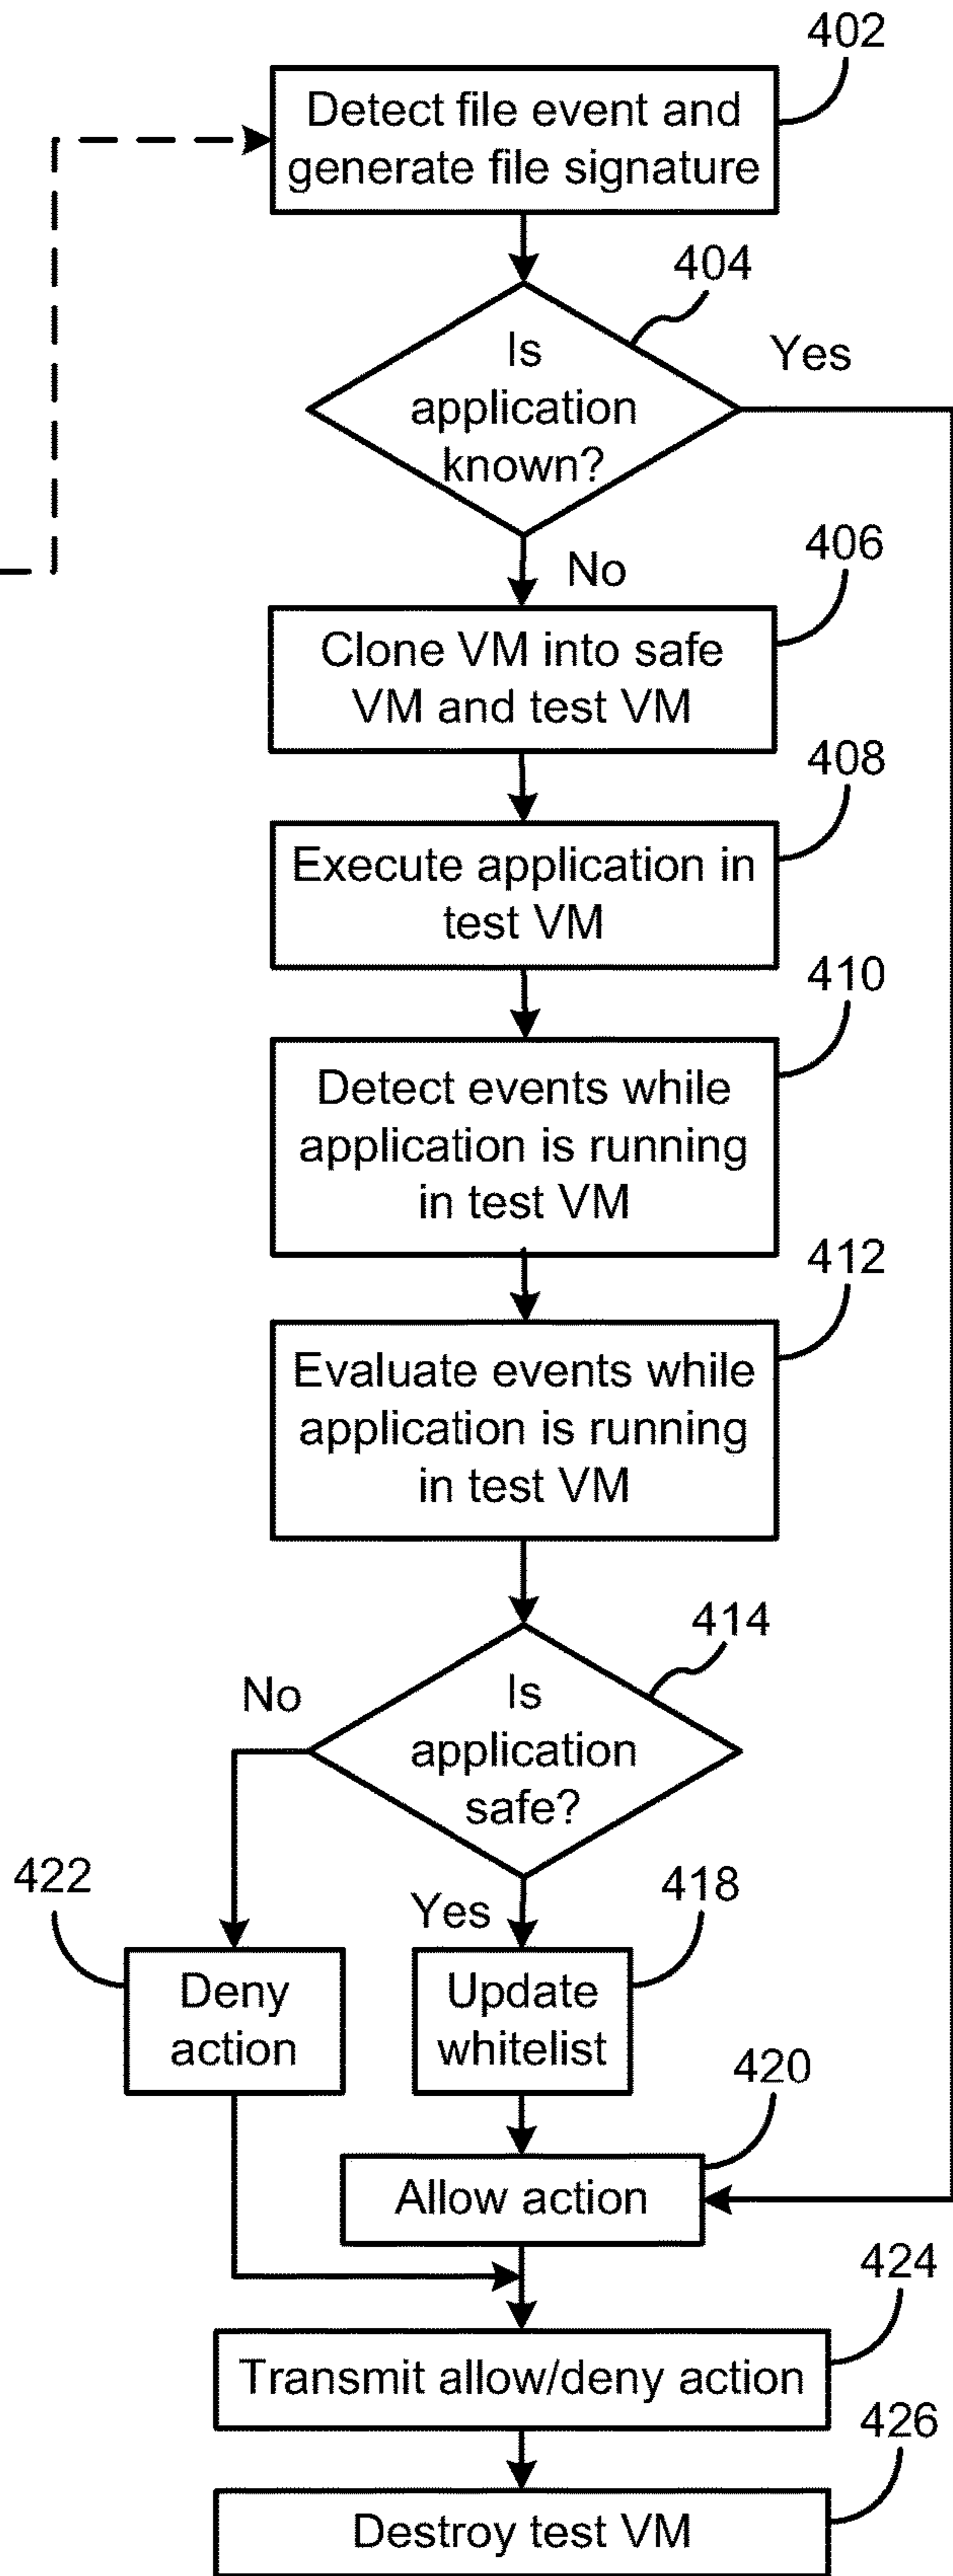 402
Detect file event and
generate file signature
404
Is
application
known?
Yes
No
406
Clone VM into safe
VM and test VM
408
Execute application in
test VM
410
Detect events while
application is running
in test VM
412
Evaluate events while
application is running
in test VM
414
Is
application
safe?
No
Yes
422
Deny
action
418
Update
whitelist
420
Allow action
424
Transmit allow/deny action
426
Destroy test VM